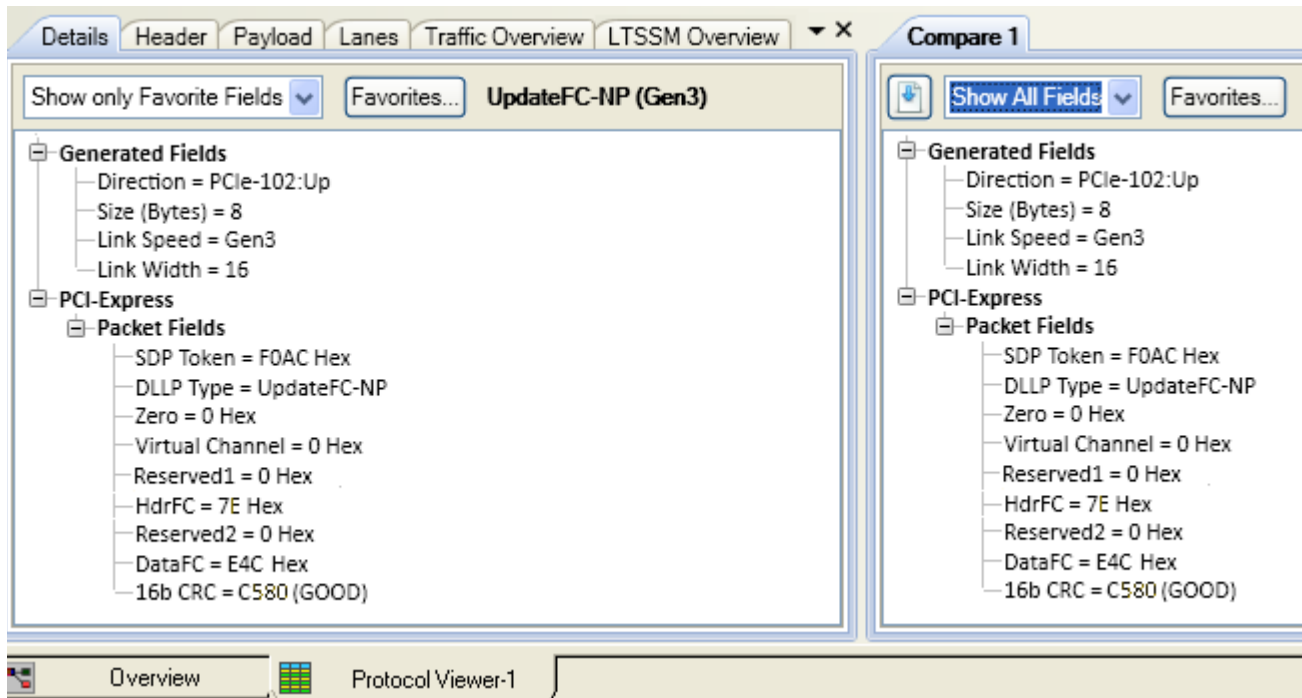 Details Header Payload Lanes Traffic Overview LTSSM Overview
Show only Favorite Fields Favorites... UpdateFC-NP (Gen3)
Generated Fields
Direction = PCIe-102:Up
Size (Bytes) = 8
Link Speed = Gen3
Link Width = 16
PCI-Express
Packet Fields
SDP Token = F0AC Hex
DLLP Type = UpdateFC-NP
Zero = 0 Hex
Virtual Channel = 0 Hex
Reserved1 = 0 Hex
HdrFC = 7E Hex
Reserved2 = 0 Hex
DataFC = E4C Hex
16b CRC = C580 (GOOD)
Compare 1
Show All Fields Favorites...
Generated Fields
Direction = PCIe-102:Up
Size (Bytes) = 8
Link Speed = Gen3
Link Width = 16
PCI-Express
Packet Fields
SDP Token = F0AC Hex
DLLP Type = UpdateFC-NP
Zero = 0 Hex
Virtual Channel = 0 Hex
Reserved1 = 0 Hex
HdrFC = 7E Hex
Reserved2 = 0 Hex
DataFC = E4C Hex
16b CRC = C580 (GOOD)
Overview Protocol Viewer-1